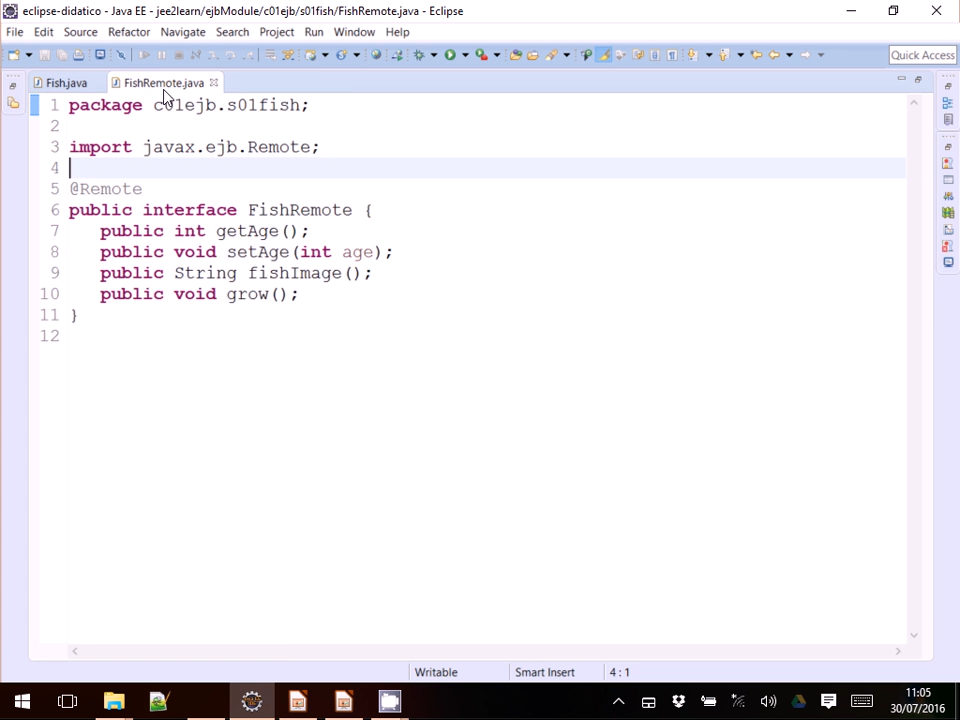 eclipse-didatico - Java EE - jee2learn/ejbModule/c01ejb/s01fish/FishRemote.java - Eclipse
File Edit Source Refactor Navigate Search Project Run Window Help
Quick Access
Fish.java FishRemote.java
1 package c01ejb.s01fish;
2
3 import javax.ejb.Remote;
4
5 @Remote
6 public interface FishRemote {
7 public int getAge();
8 public void setAge(int age);
9 public String fishImage();
10 public void grow();
11 }
12
Writable Smart Insert 4 : 1
11:05
30/07/2016